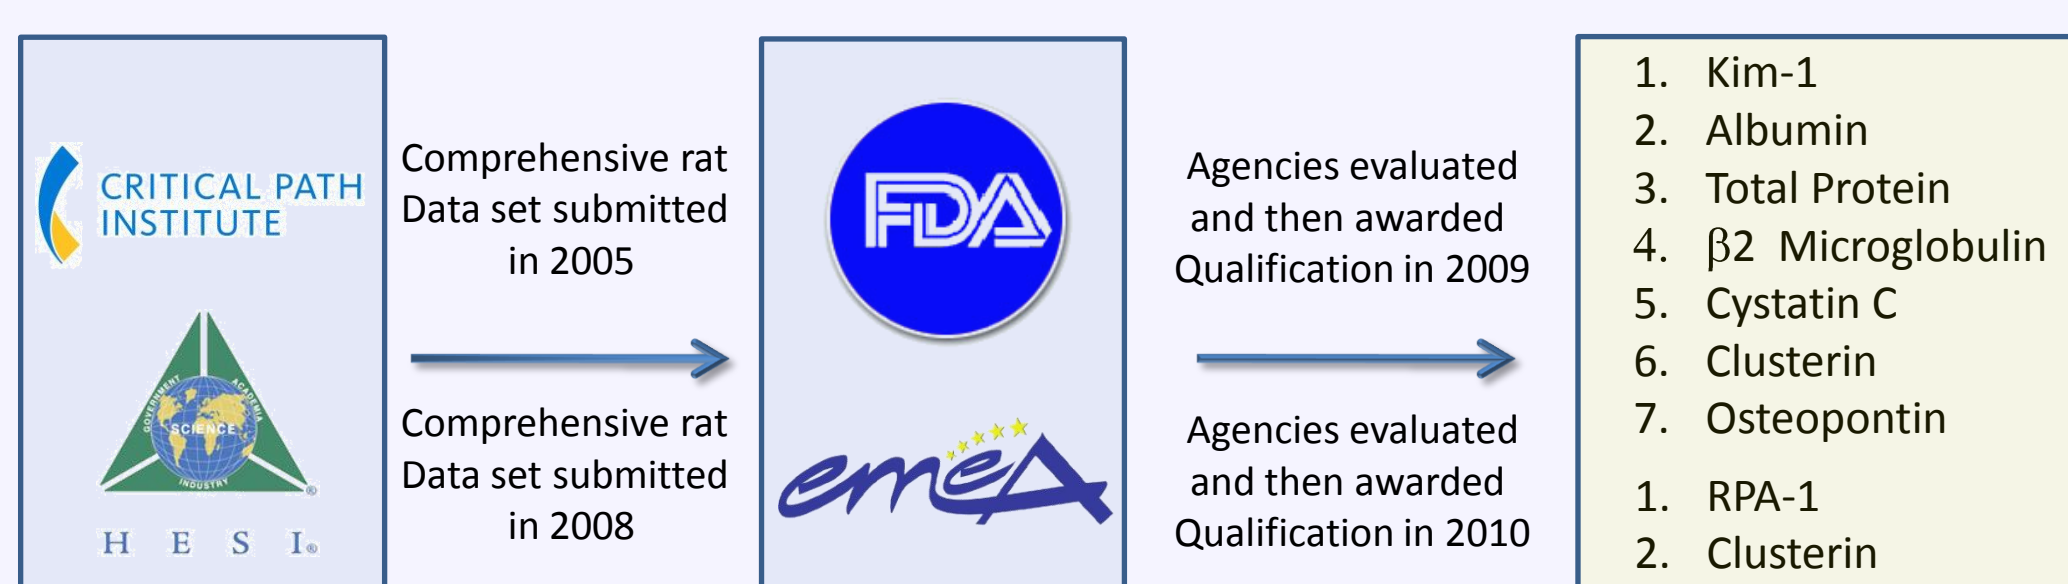 CRITICAL PATH
INSTITUTE
GOVERNMENT
ACADEMIA
SCIENCE
INDUSTRY
®
H E S I®
Comprehensive rat
Data set submitted
in 2005
Comprehensive rat
Data set submitted
in 2008
FDA
emeA
Agencies evaluated
and then awarded
Qualification in 2009
Agencies evaluated
and then awarded
Qualification in 2010
1. Kim-1
2. Albumin
3. Total Protein
4. β2 Microglobulin
5. Cystatin C
6. Clusterin
7. Osteopontin
1. RPA-1
2. Clusterin